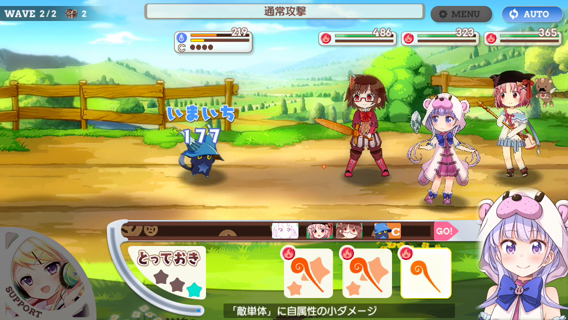 WAVE 2/2 2
通常攻撃
MENU
AUTO
219
C
486
323
365
いまいち
177
C GO!
とっておき
SUPPORT
「敵単体」に自属性の小ダメージ